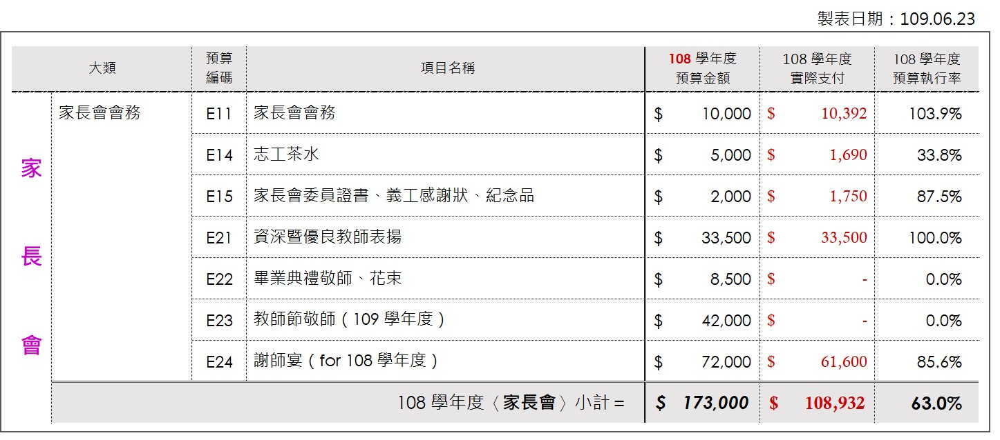 製表日期：109.06.23
大類 預算編碼 項目名稱 108 學年度預算金額 108 學年度實際支付 108 學年度預算執行率
家長會
家長會會務 E11 家長會會務 $ 10,000 $ 10,392 103.9%
E14 志工茶水 $ 5,000 $ 1,690 33.8%
E15 家長會委員證書、義工感謝狀、紀念品 $ 2,000 $ 1,750 87.5%
E21 資深暨優良教師表揚 $ 33,500 $ 33,500 100.0%
E22 畢業典禮敬師、花束 $ 8,500 $ - 0.0%
E23 教師節敬師 ( 109 學年度 ) $ 42,000 $ - 0.0%
E24 謝師宴 ( for 108 學年度 ) $ 72,000 $ 61,600 85.6%
108 學年度〈家長會〉小計 = $ 173,000 $ 108,932 63.0%